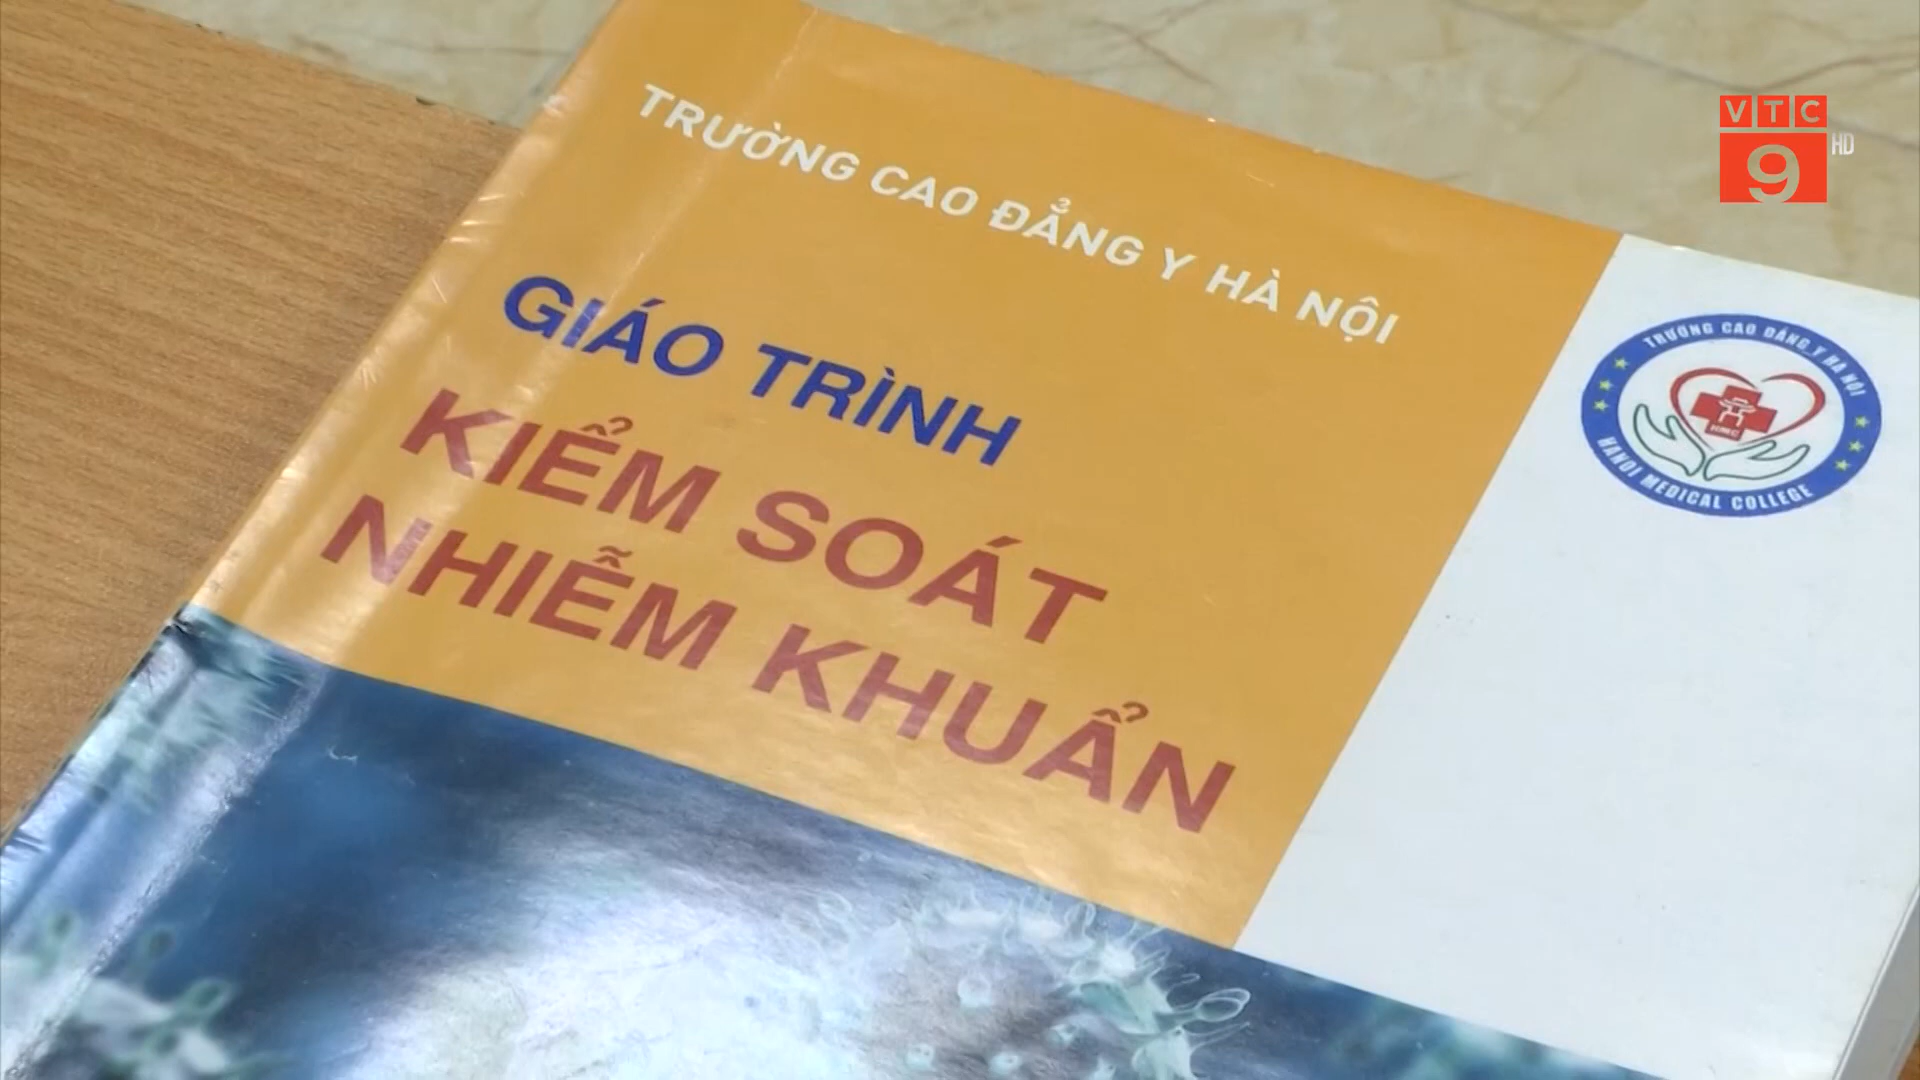 VTC
9
HD
TRƯỜNG CAO ĐẲNG Y HÀ NỘI
GIÁO TRÌNH
KIỂM SOÁT
NHIỄM KHUẨN
TRƯỜNG CAO ĐẲNG Y HÀ NỘI
HMC
HANOI MEDICAL COLLEGE